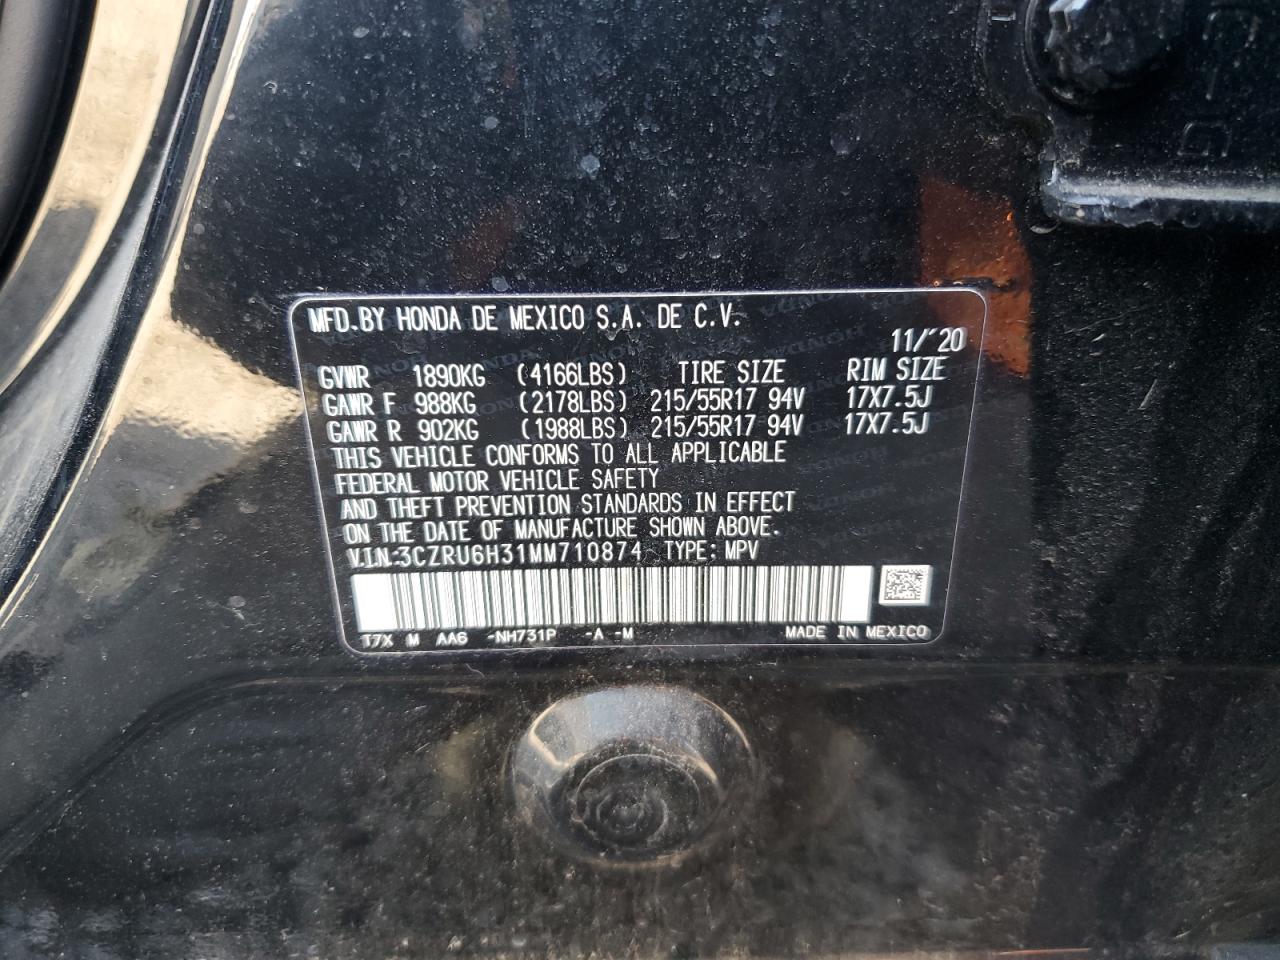 MFD.BY HONDA DE MEXICO S.A. DE C.V.
11/'20
GVWR 1890KG (4166LBS) TIRE SIZE RIM SIZE
GAWR F 988KG (2178LBS) 215/55R17 94V 17X7.5J
GAWR R 902KG (1988LBS) 215/55R17 94V 17X7.5J
THIS VEHICLE CONFORMS TO ALL APPLICABLE
FEDERAL MOTOR VEHICLE SAFETY
AND THEFT PREVENTION STANDARDS IN EFFECT
ON THE DATE OF MANUFACTURE SHOWN ABOVE.
V.I.N:3CZRU6H31MM710874 TYPE: MPV
T7X M AA6 -NH731P -A -M MADE IN MEXICO